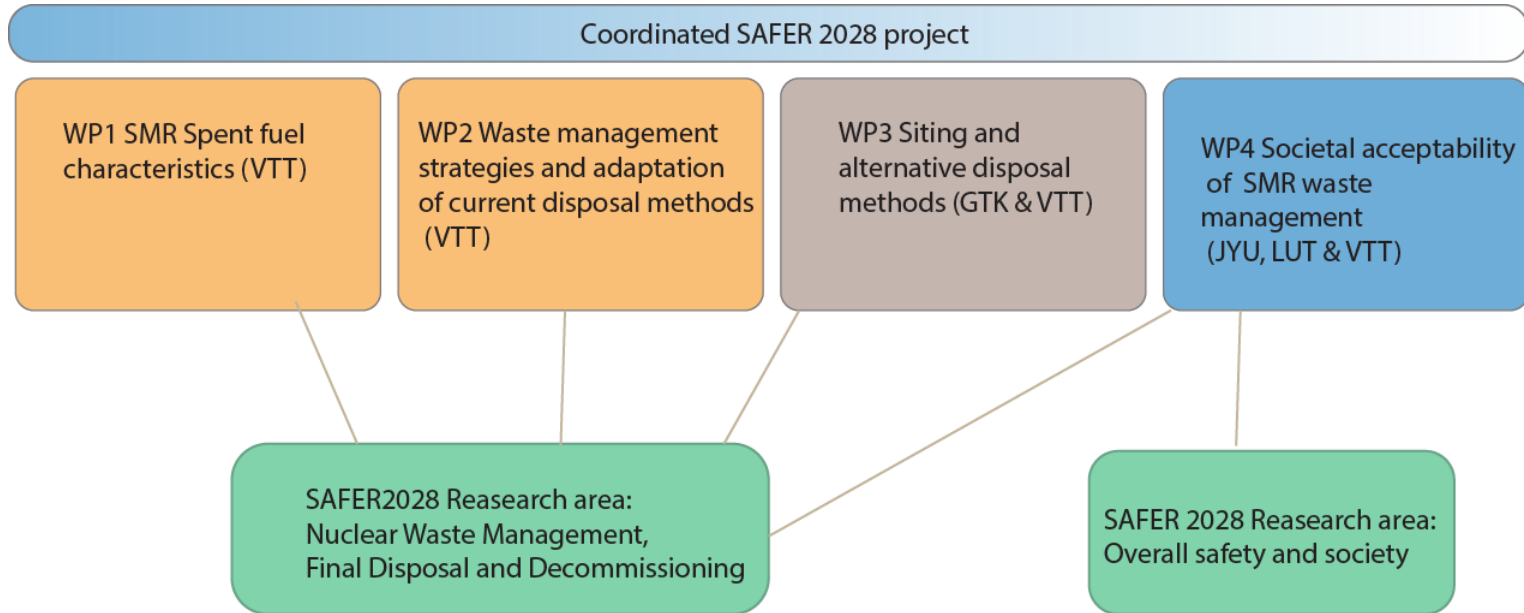 Coordinated SAFER 2028 project
WP1 SMR Spent fuel
characteristics (VTT)
WP2 Waste management
strategies and adaptation
of current disposal methods
(VTT)
WP3 Siting and
alternative disposal
methods (GTK & VTT)
WP4 Societal acceptability
of SMR waste
management
(JYU, LUT & VTT)
SAFER2028 Reasearch area:
Nuclear Waste Management,
Final Disposal and Decommissioning
SAFER 2028 Reasearch area:
Overall safety and society